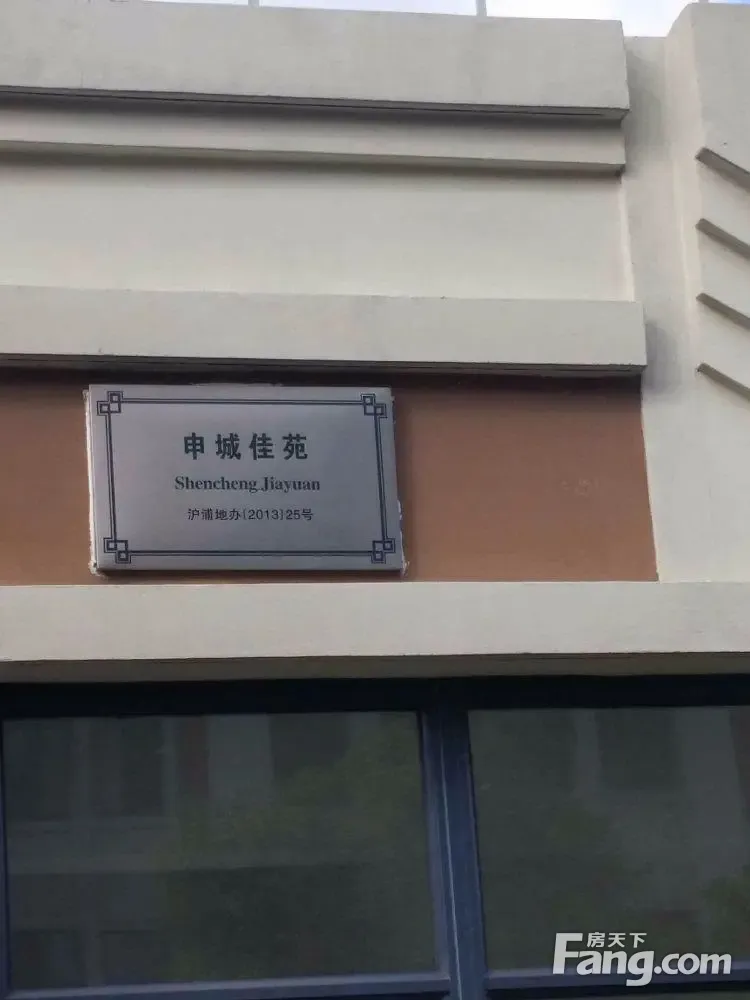 申城佳苑
Shencheng Jiayuan
沪浦地办[2013]25号
房天下
Fang.com